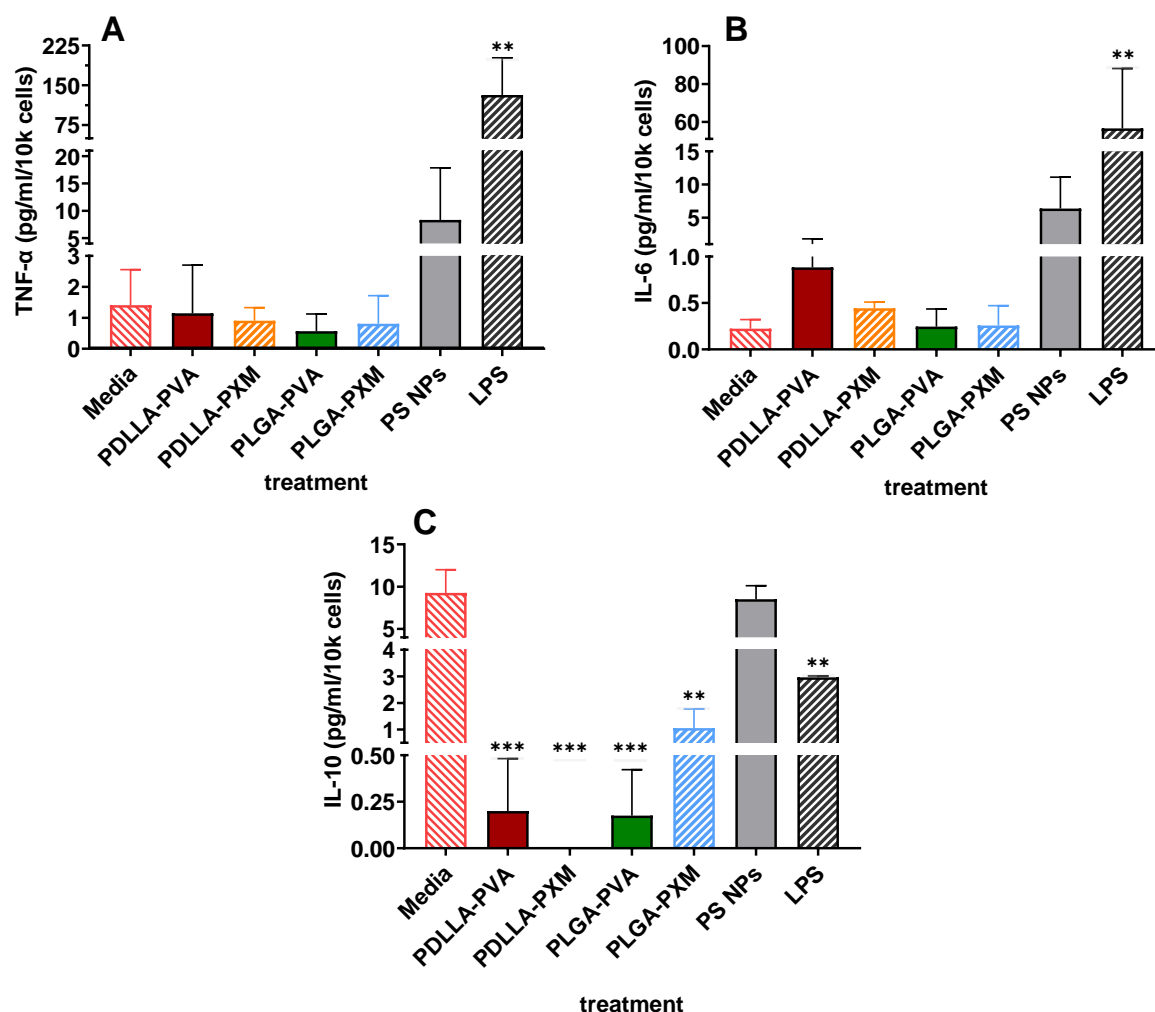 A
TNF-α (pg/ml/10k cells)
225
150
75
20
15
10
5
3
2
1
0
**
Media
PDLLA-PVA
PDLLA-PXM
PLGA-PVA
PLGA-PXM
PS NPs
LPS
treatment
B
IL-6 (pg/ml/10k cells)
100
80
60
15
10
5
1.0
0.5
0.0
**
Media
PDLLA-PVA
PDLLA-PXM
PLGA-PVA
PLGA-PXM
PS NPs
LPS
treatment
C
IL-10 (pg/ml/10k cells)
15
10
5
4
3
2
1
0.50
0.25
0.00
***
***
***
**
**
Media
PDLLA-PVA
PDLLA-PXM
PLGA-PVA
PLGA-PXM
PS NPs
LPS
treatment